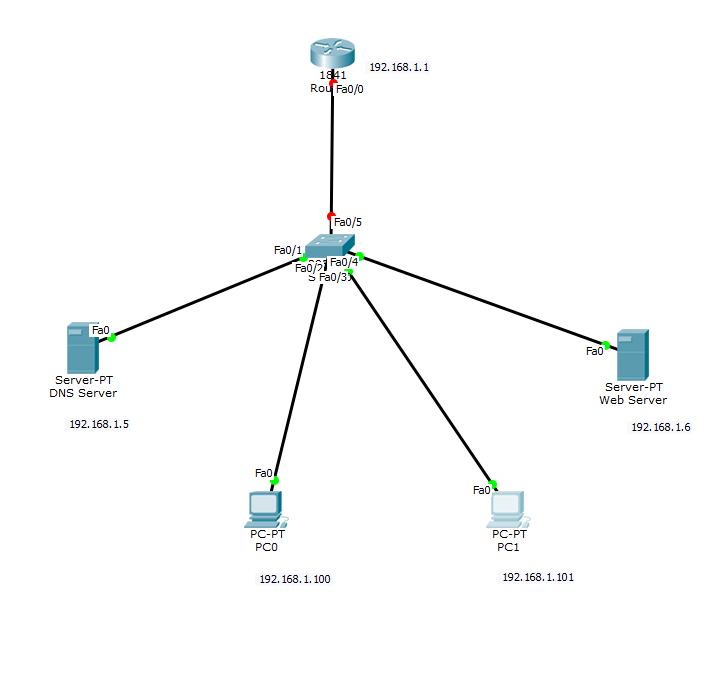 192.168.1.1
1841
Fa0/0
Fa0/5
Fa0/1
Fa0/4
Fa0/2
Fa0/3
Fa0
Server-PT
DNS Server
192.168.1.5
Fa0
Server-PT
Web Server
192.168.1.6
Fa0
PC-PT
PC0
192.168.1.100
Fa0
PC-PT
PC1
192.168.1.101